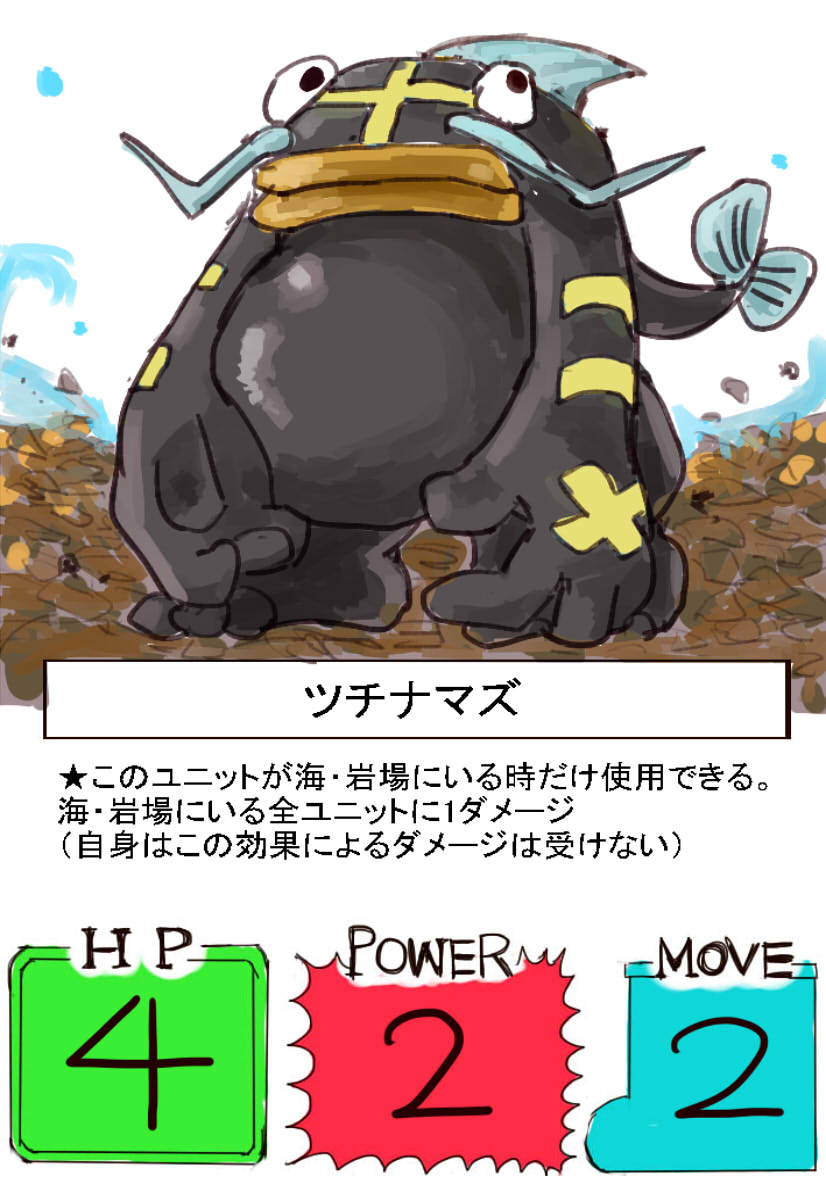 ツチナマズ
★このユニットが海・岩場にいる時だけ使用できる。
海・岩場にいる全ユニットに1ダメージ
（自身はこの効果によるダメージは受けない）
HP POWER MOVE
4 2 2